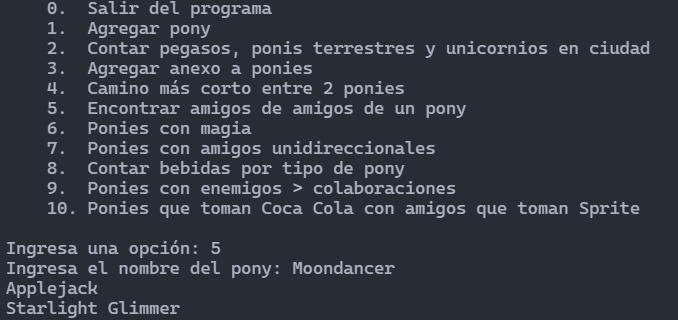 0. Salir del programa
1. Agregar pony
2. Contar pegasos, ponis terrestres y unicornios en ciudad
3. Agregar anexo a ponies
4. Camino más corto entre 2 ponies
5. Encontrar amigos de amigos de un pony
6. Ponies con magia
7. Ponies con amigos unidireccionales
8. Contar bebidas por tipo de pony
9. Ponies con enemigos > colaboraciones
10. Ponies que toman Coca Cola con amigos que toman Sprite
Ingresa una opción: 5
Ingresa el nombre del pony: Moondancer
Applejack
Starlight Glimmer